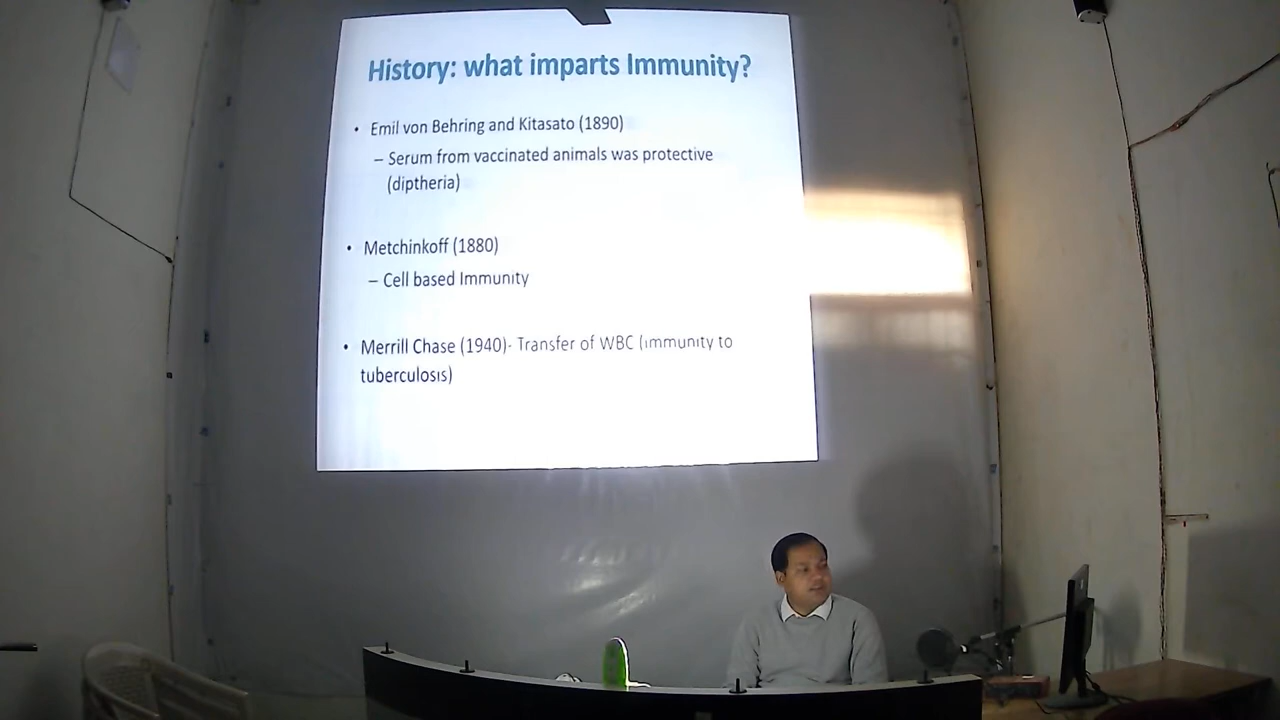 History: what imparts Immunity?
• Emil von Behring and Kitasato (1890)
– Serum from vaccinated animals was protective
(diptheria)
• Metchinkoff (1880)
– Cell based Immunity
• Merrill Chase (1940)- Transfer of WBC (immunity to
tuberculosis)